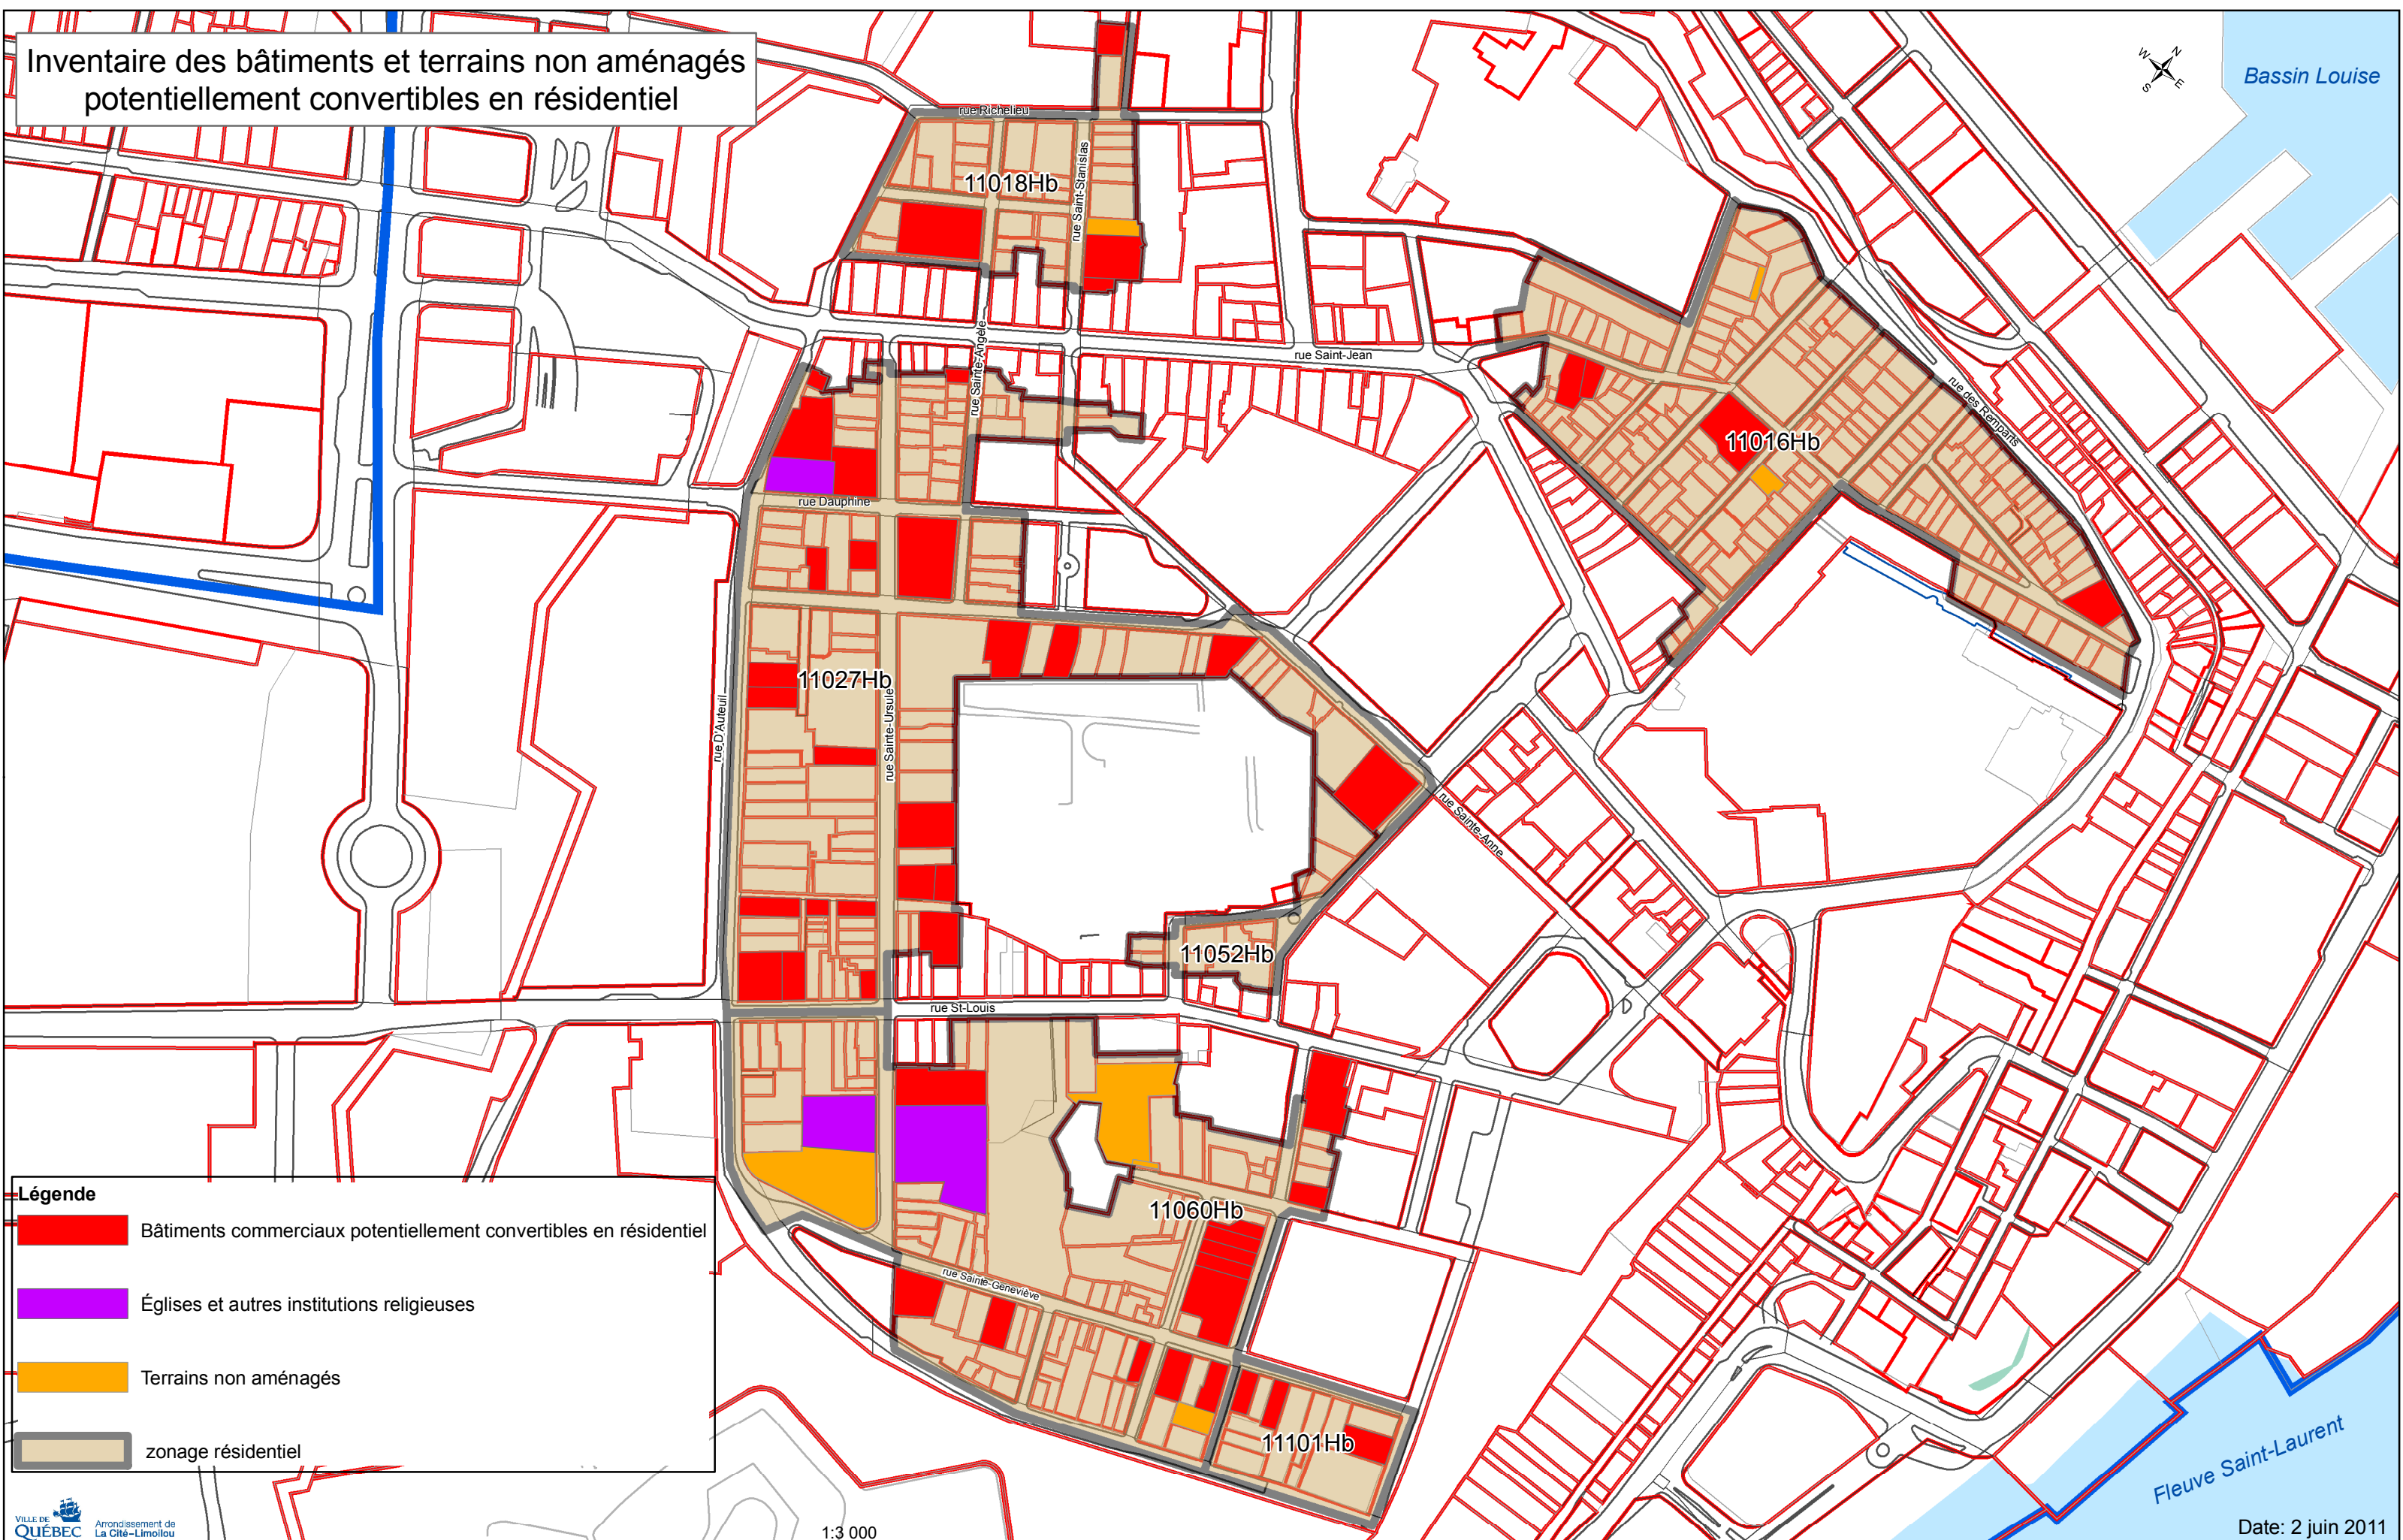 Inventaire des bâtiments et terrains non aménagés
potentiellement convertibles en résidentiel
N
W
E
S
Bassin Louise
rue Richelieu
11018Hb
rue Saint-Stanislas
rue Sainte-Angèle
rue Saint-Jean
rue des Remparts
11016Hb
rue Dauphine
11027Hb
rue D'Auteuil
rue Sainte-Ursule
rue Sainte-Anne
11052Hb
rue St-Louis
11060Hb
rue Sainte-Geneviève
11101Hb
Fleuve Saint-Laurent
Légende
Bâtiments commerciaux potentiellement convertibles en résidentiel
Églises et autres institutions religieuses
Terrains non aménagés
zonage résidentiel
VILLE DE
QUÉBEC
Arrondissement de
La Cité-Limoilou
1:3 000
Date: 2 juin 2011